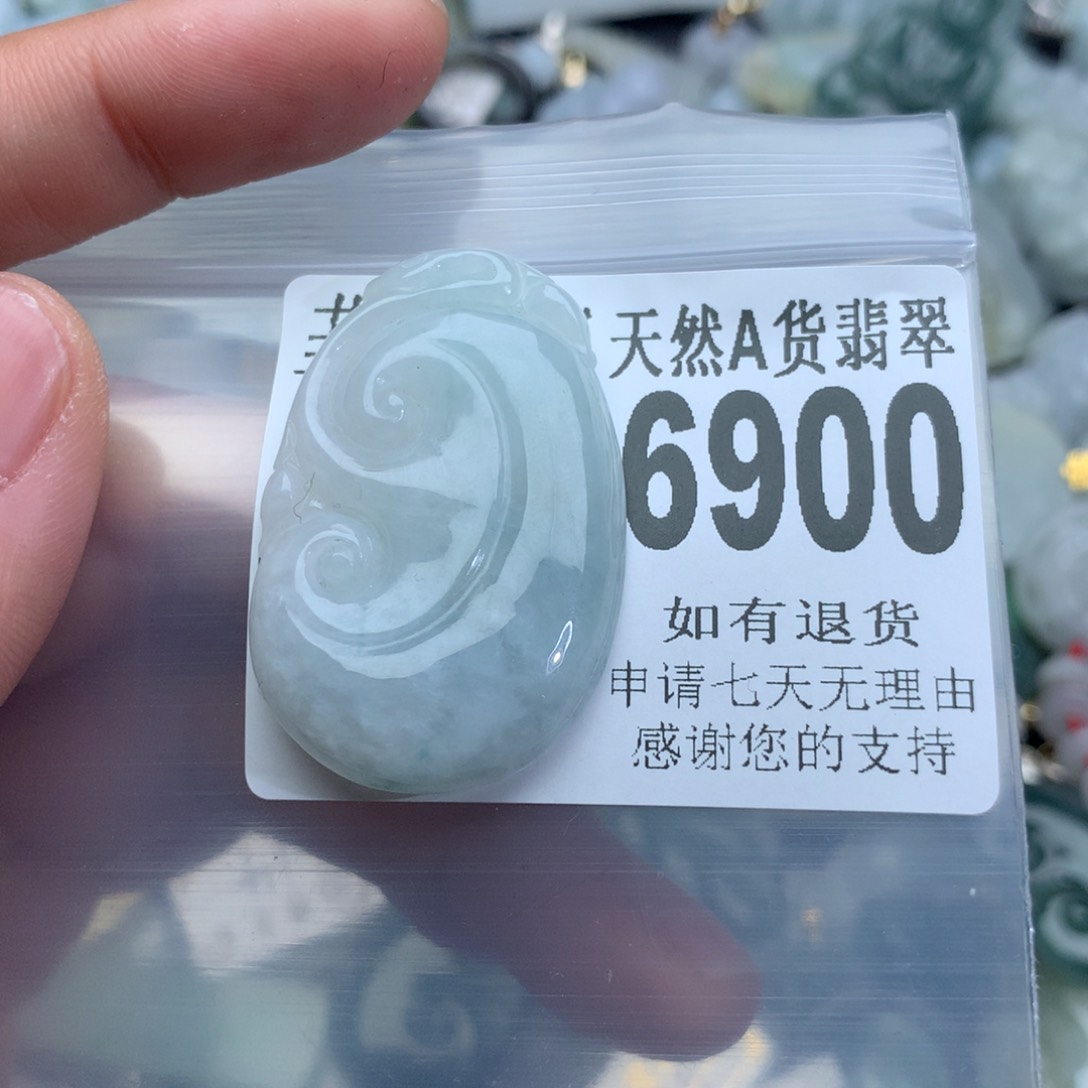 天然A货翡翠
6900
如有退货
申请七天无理由
感谢您的支持